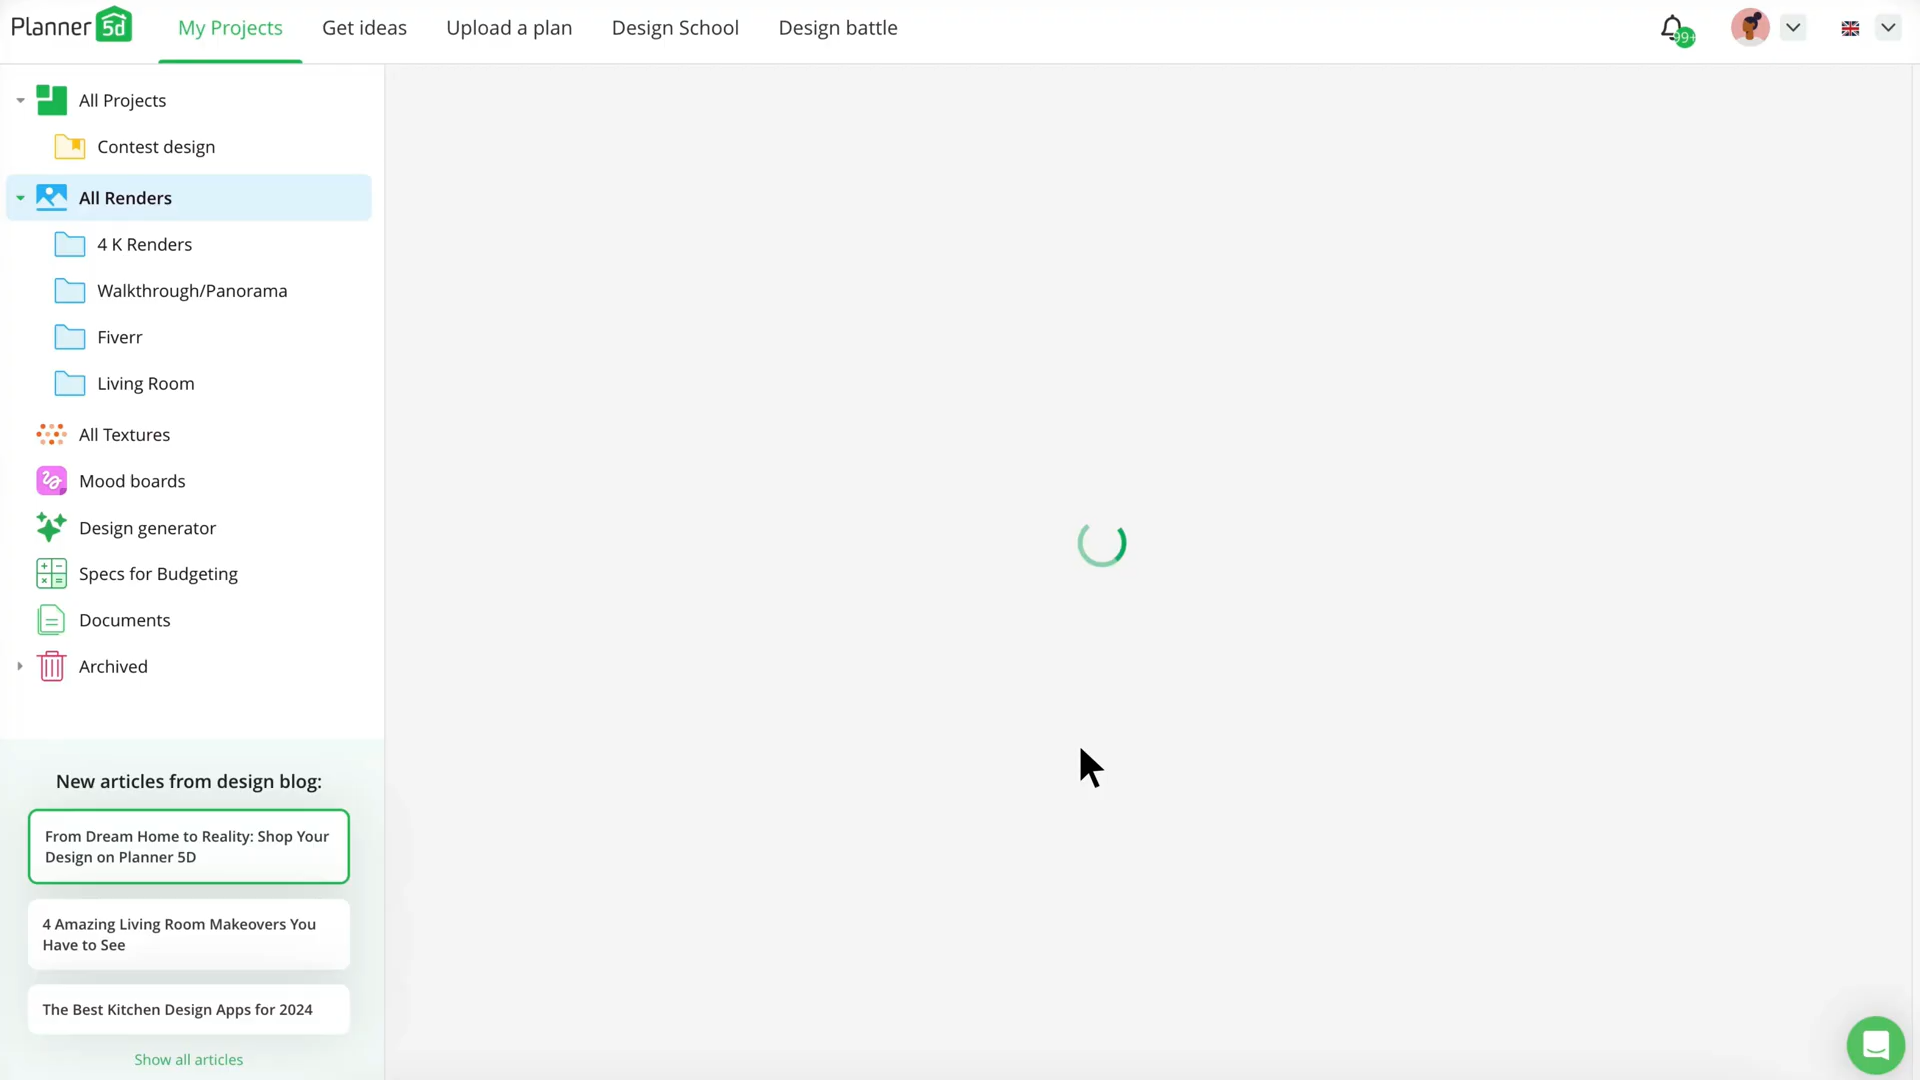 Planner 5d
My Projects
Get ideas
Upload a plan
Design School
Design battle
99+
All Projects
Contest design
All Renders
4 K Renders
Walkthrough/Panorama
Fiverr
Living Room
All Textures
Mood boards
Design generator
Specs for Budgeting
Documents
Archived
New articles from design blog:
From Dream Home to Reality: Shop Your
Design on Planner 5D
4 Amazing Living Room Makeovers You
Have to See
The Best Kitchen Design Apps for 2024
Show all articles